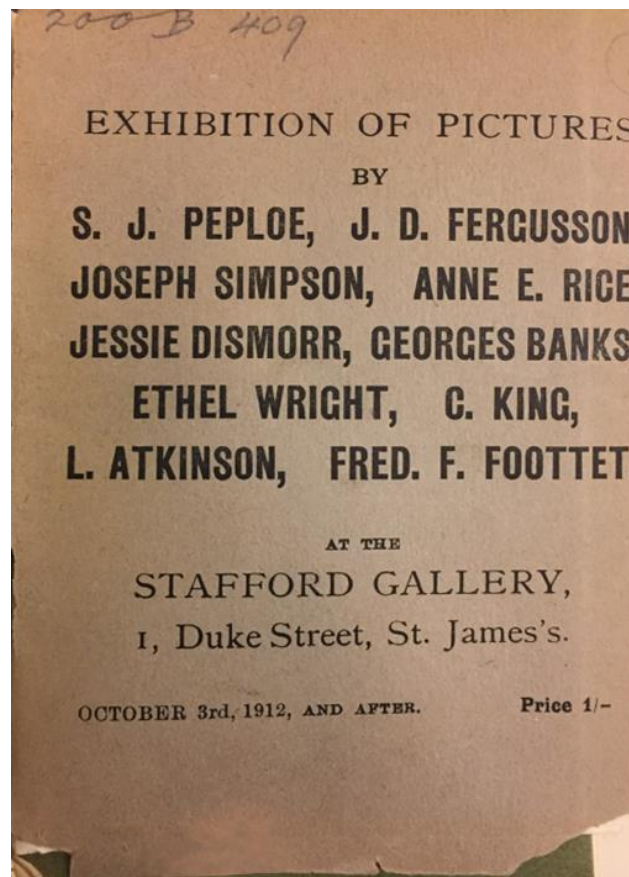 200 B 409
EXHIBITION OF PICTURES
BY
S. J. PEPLOE, J. D. FERGUSSON
JOSEPH SIMPSON, ANNE E. RICE
JESSIE DISMORR, GEORGES BANKS
ETHEL WRIGHT, C. KING,
L. ATKINSON, FRED. F. FOOTTET
AT THE
STAFFORD GALLERY,
1, Duke Street, St. James's.
OCTOBER 3rd, 1912, AND AFTER. Price 1/-